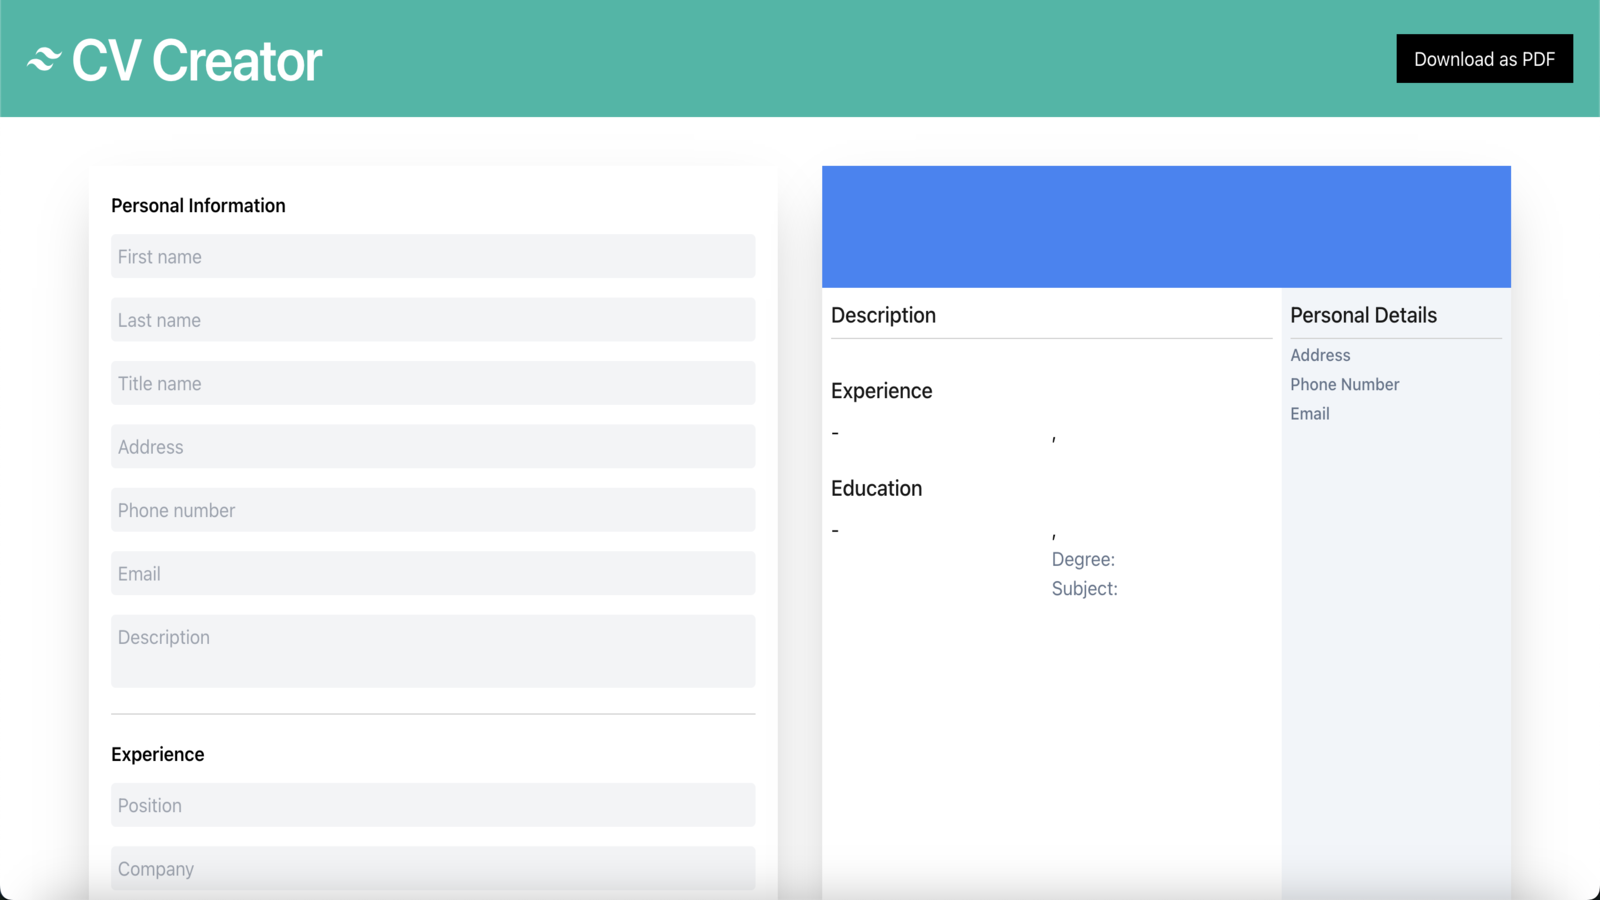 CV Creator
Download as PDF
Personal Information
First name
Last name
Title name
Address
Phone number
Email
Description
Experience
Position
Company
Description
Experience
- ,
Education
- ,
Degree:
Subject:
Personal Details
Address
Phone Number
Email